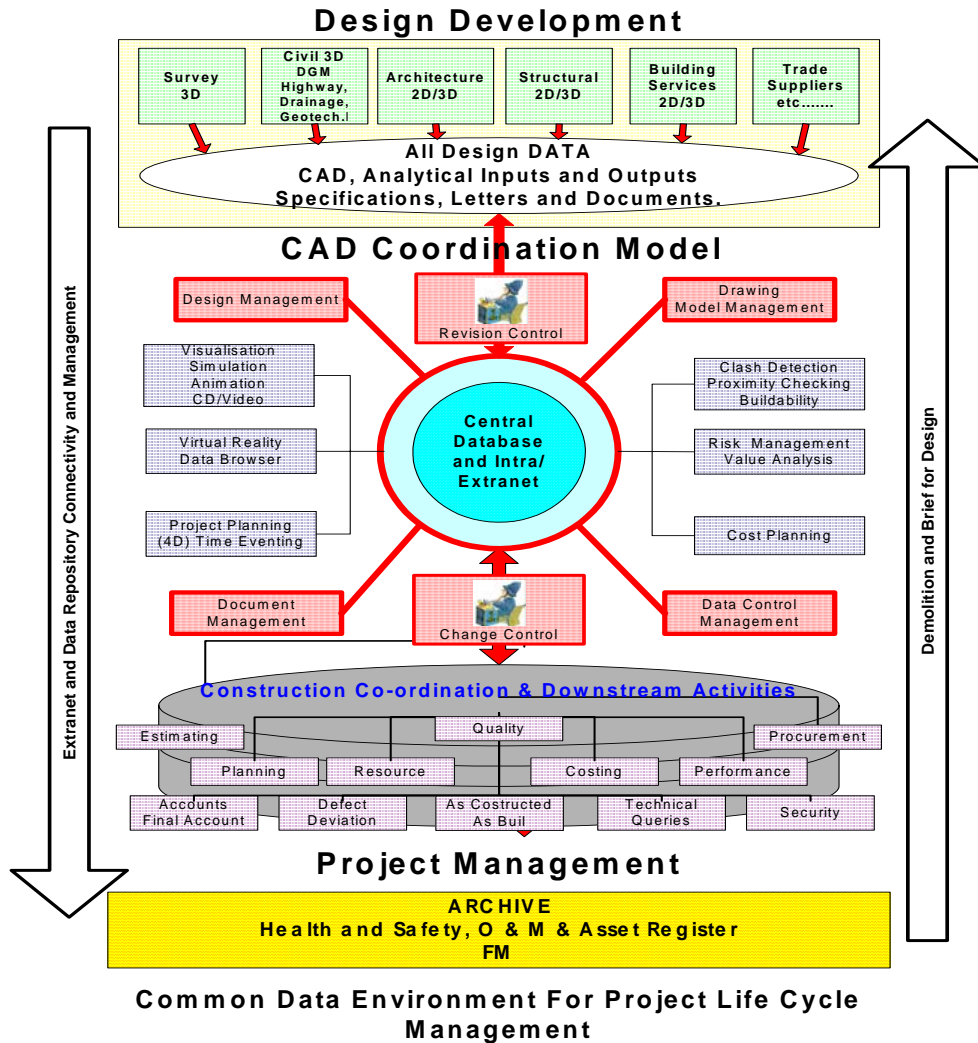 Design Development
Survey
3D
Civil 3D
DGM
Highway,
Drainage,
Geotech.
Architecture
2D/3D
Structural
2D/3D
Building
Services
2D/3D
Trade
Suppliers
etc.......
All Design DATA
CAD, Analytical Inputs and Outputs
Specifications, Letters and Documents.
CAD Coordination Model
Design Management
Revision Control
Drawing
Model Management
Visualisation
Simulation
Animation
CD/Video
Virtual Reality
Data Browser
Project Planning
(4D) Time Eventing
Central
Database
and Intra/
Extranet
Clash Detection
Proximity Checking
Buildability
Risk Management
Value Analysis
Cost Planning
Document
Management
Change Control
Data Control
Management
Construction Co-ordination & Downstream Activities
Estimating
Quality
Procurement
Planning
Resource
Costing
Performance
Accounts
Final Account
Defect
Deviation
As Costructed
As Buil
Technical
Queries
Security
Project Management
ARCHIVE
Health and Safety, O & M & Asset Register
FM
Common Data Environment For Project Life Cycle
Management
Extranet and Data Repository Connectivity and Management
Demolition and Brief for Design